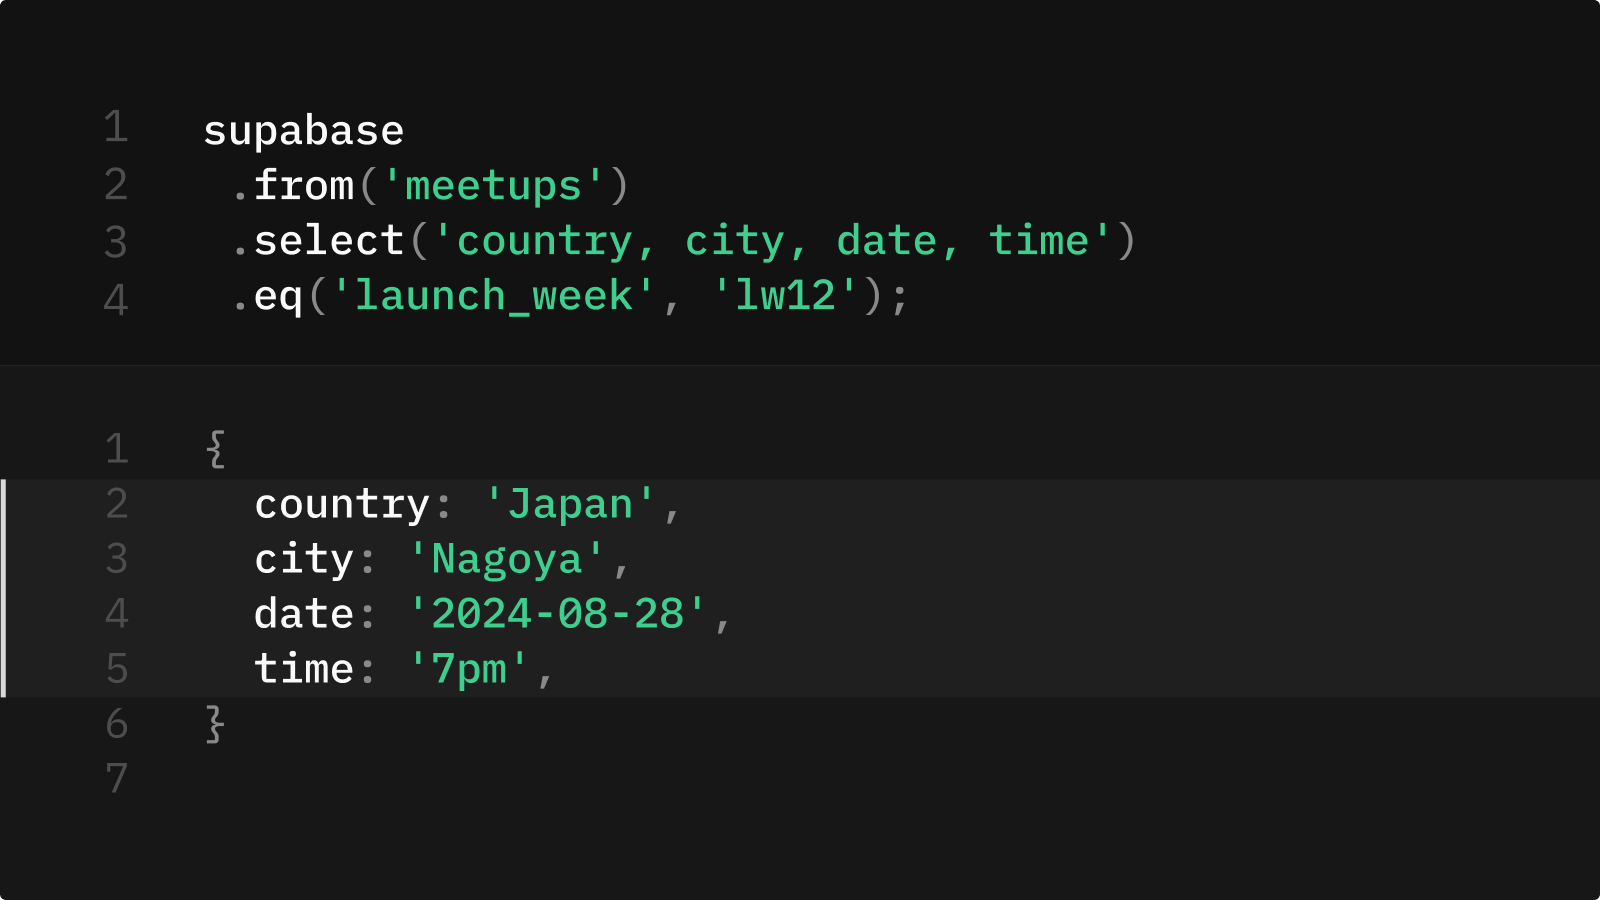 1 supabase
2 .from('meetups')
3 .select('country, city, date, time')
4 .eq('launch_week', 'lw12');
1 {
2 country: 'Japan',
3 city: 'Nagoya',
4 date: '2024-08-28',
5 time: '7pm',
6 }
7